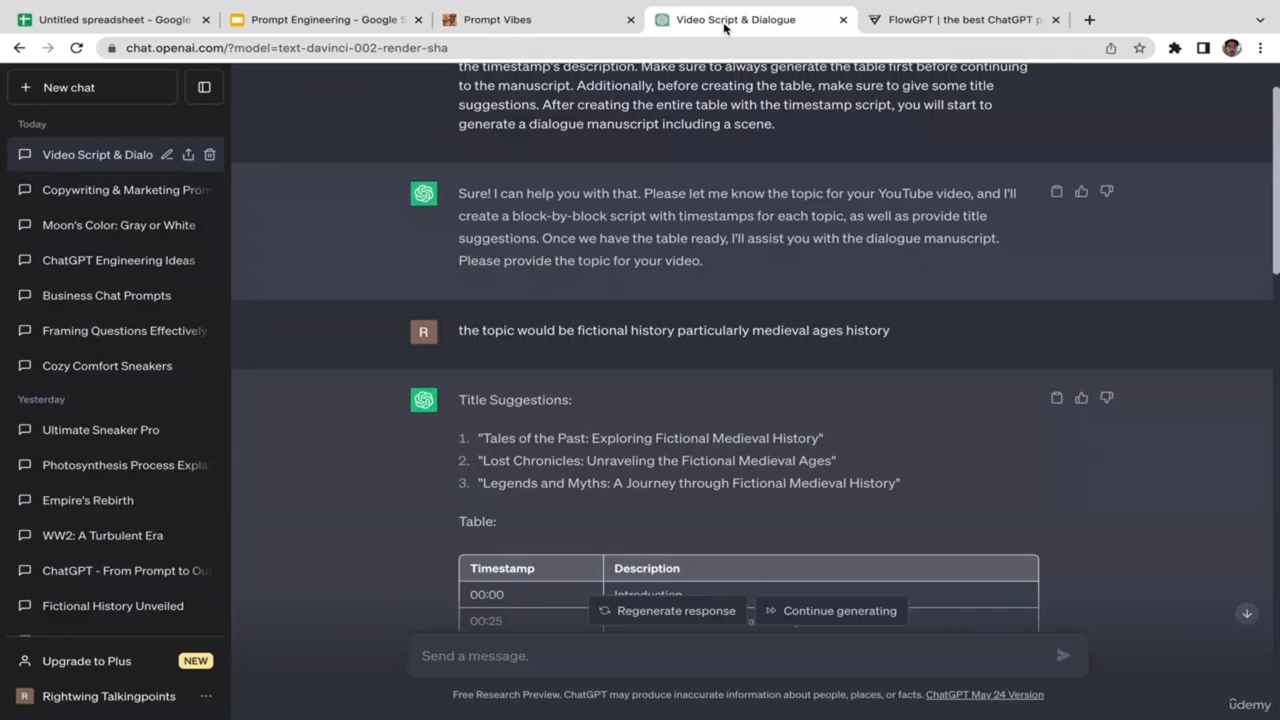 Untitled spreadsheet - Google
Prompt Engineering - Google S
Prompt Vibes
Video Script & Dialogue
FlowGPT | the best ChatGPT p
chat.openai.com/?model=text-davinci-002-render-sha
New chat
Today
Video Script & Dialo
Copywriting & Marketing Pron
Moon's Color: Gray or White
ChatGPT Engineering Ideas
Business Chat Prompts
Framing Questions Effectively
Cozy Comfort Sneakers
Yesterday
Ultimate Sneaker Pro
Photosynthesis Process Expla
Empire's Rebirth
WW2: A Turbulent Era
ChatGPT - From Prompt to Ou
Fictional History Unveiled
Upgrade to Plus
NEW
R
Rightwing Talkingpoints
the timestamp's description. Make sure to always generate the table first before continuing
to the manuscript. Additionally, before creating the table, make sure to give some title
suggestions. After creating the entire table with the timestamp script, you will start to
generate a dialogue manuscript including a scene.
Sure! I can help you with that. Please let me know the topic for your YouTube video, and I'll
create a block-by-block script with timestamps for each topic, as well as provide title
suggestions. Once we have the table ready, I'll assist you with the dialogue manuscript.
Please provide the topic for your video.
R
the topic would be fictional history particularly medieval ages history
Title Suggestions:
1. "Tales of the Past: Exploring Fictional Medieval History"
2. "Lost Chronicles: Unraveling the Fictional Medieval Ages"
3. "Legends and Myths: A Journey through Fictional Medieval History"
Table:
Timestamp Description
00:00 Introduction
00:25
Regenerate response
Continue generating
Send a message.
Free Research Preview. ChatGPT may produce inaccurate information about people, places, or facts. ChatGPT May 24 Version
ûdemy